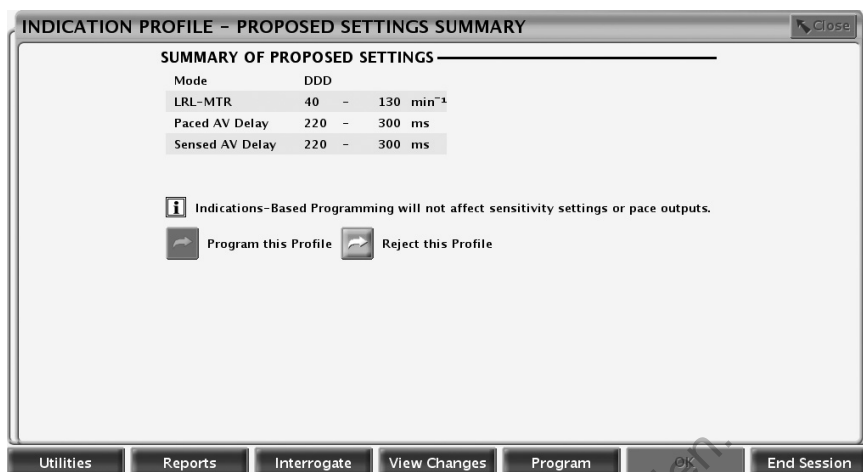 INDICATION PROFILE - PROPOSED SETTINGS SUMMARY
Close
SUMMARY OF PROPOSED SETTINGS
Mode DDD
LRL-MTR 40 - 130 min⁻¹
Paced AV Delay 220 - 300 ms
Sensed AV Delay 220 - 300 ms
i Indications-Based Programming will not affect sensitivity settings or pace outputs.
Program this Profile Reject this Profile
Utilities Reports Interrogate View Changes Program OK End Session